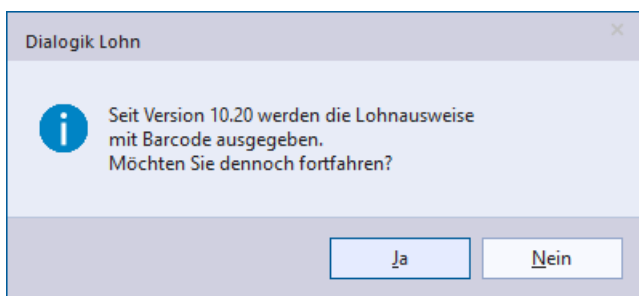 Dialogik Lohn
Seit Version 10.20 werden die Lohnausweise
mit Barcode ausgegeben.
Möchten Sie dennoch fortfahren?
Ja
Nein